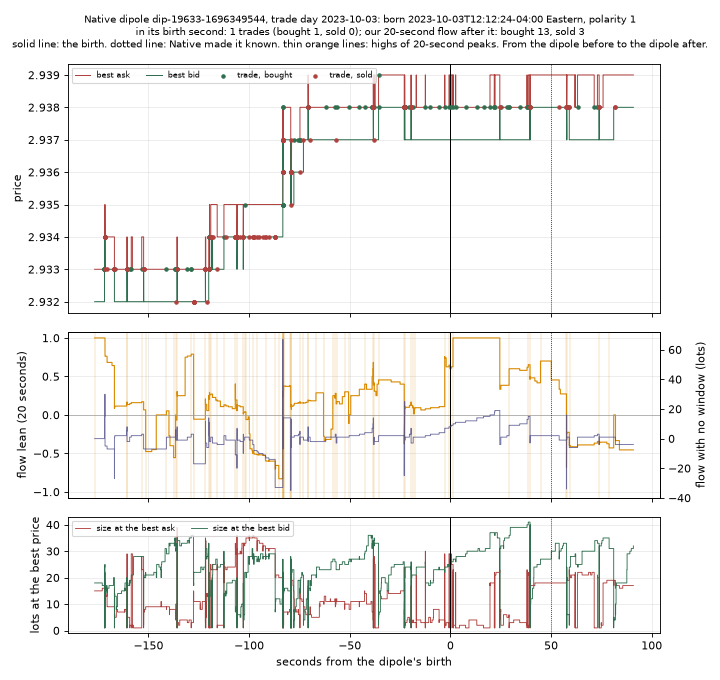 Native dipole dip-19633-1696349544, trade day 2023-10-03: born 2023-10-03T12:12:24-04:00 Eastern, polarity 1
in its birth second: 1 trades (bought 1, sold 0); our 20-second flow after it: bought 13, sold 3
solid line: the birth. dotted line: Native made it known. thin orange lines: highs of 20-second peaks. From the dipole before to the dipole after.
best ask best bid trade, bought trade, sold
2.939
2.938
2.937
2.936
2.935
2.934
2.933
2.932
price
1.0
0.5
0.0
−0.5
−1.0
flow lean (20 seconds)
60
40
20
0
−20
−40
flow with no window (lots)
size at the best ask size at the best bid
40
30
20
10
0
lots at the best price
−150 −100 −50 0 50 100
seconds from the dipole's birth